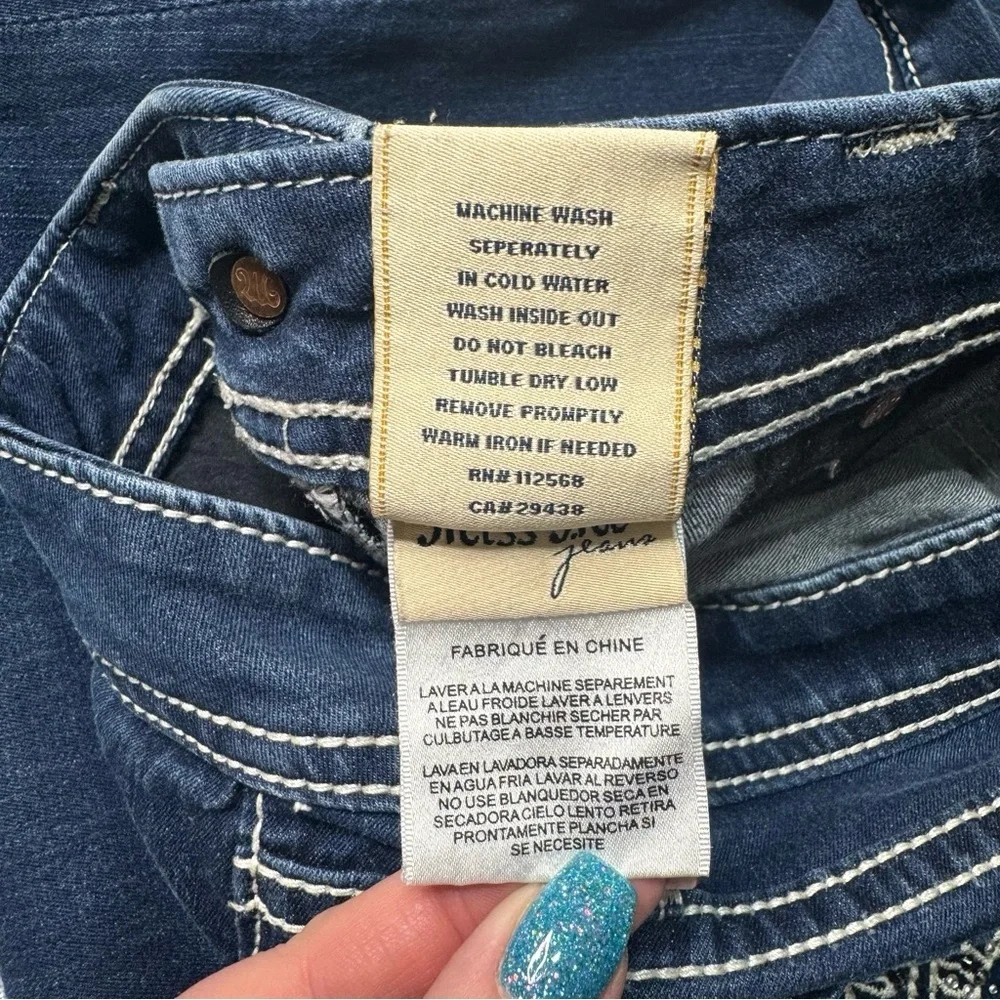 MACHINE WASH
SEPERATELY
IN COLD WATER
WASH INSIDE OUT
DO NOT BLEACH
TUMBLE DRY LOW
REMOVE PROMPTLY
WARM IRON IF NEEDED
RN# 112568
CA# 29438
jeans
FABRIQUÉ EN CHINE
LAVER A LA MACHINE SEPAREMENT
A LEAU FROIDE LAVER A LENVERS
NE PAS BLANCHIR SECHER PAR
CULBUTAGE A BASSE TEMPERATURE
LAVA EN LAVADORA SEPARADAMENTE
EN AGUA FRIA LAVAR AL REVERSO
NO USE BLANQUEDOR SECA EN
SECADORA CIELO LENTO RETIRA
PRONTAMENTE PLANCHA SI
SE NECESITE